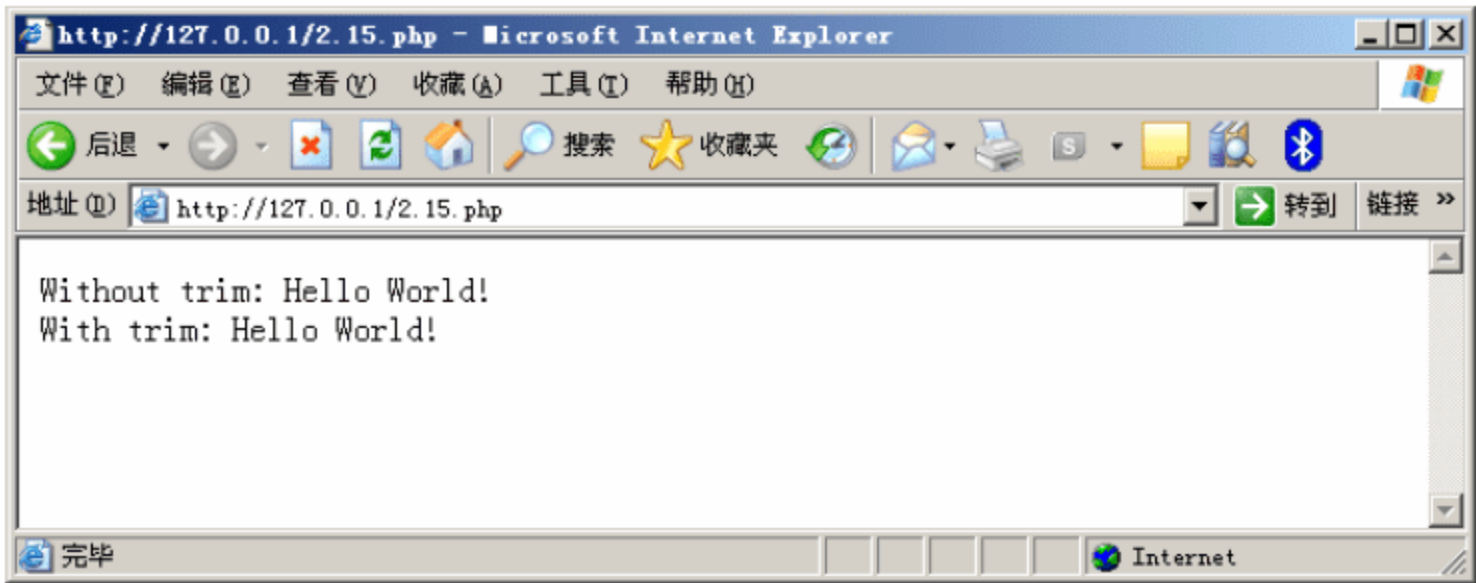 http://127.0.0.1/2.15.php - Microsoft Internet Explorer
文件(F) 编辑(E) 查看(V) 收藏(A) 工具(T) 帮助(H)
后退 搜索 收藏夹 S
地址(D) http://127.0.0.1/2.15.php 转到 链接 »
Without trim: Hello World!
With trim: Hello World!
完毕 Internet